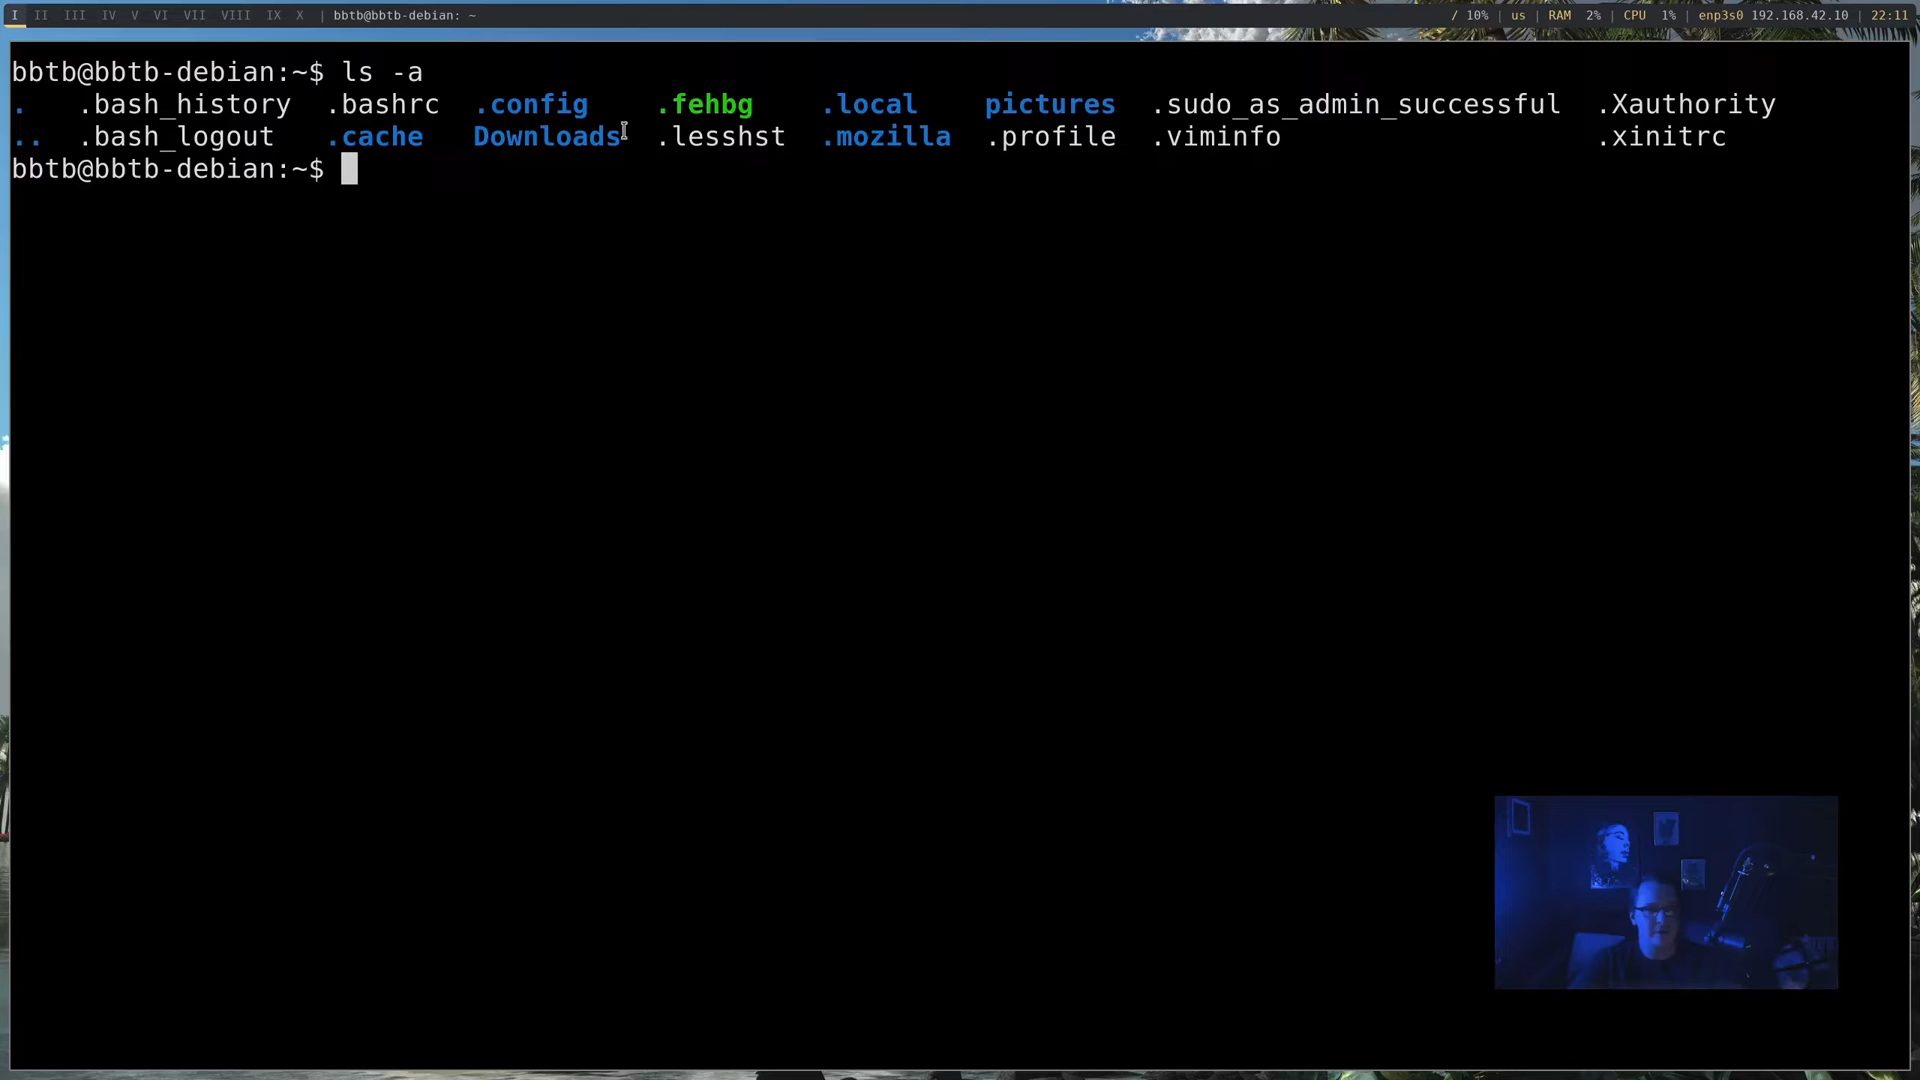 I II III IV V VI VII VIII IX X | bbtb@bbtb-debian: ~ / 10% | us | RAM 2% | CPU 1% | enp3s0 192.168.42.10 | 22:11
bbtb@bbtb-debian:~$ ls -a
. .bash_history .bashrc .config .fehbg .local pictures .sudo_as_admin_successful .Xauthority
.. .bash_logout .cache Downloads .lesshst .mozilla .profile .viminfo .xinitrc
bbtb@bbtb-debian:~$